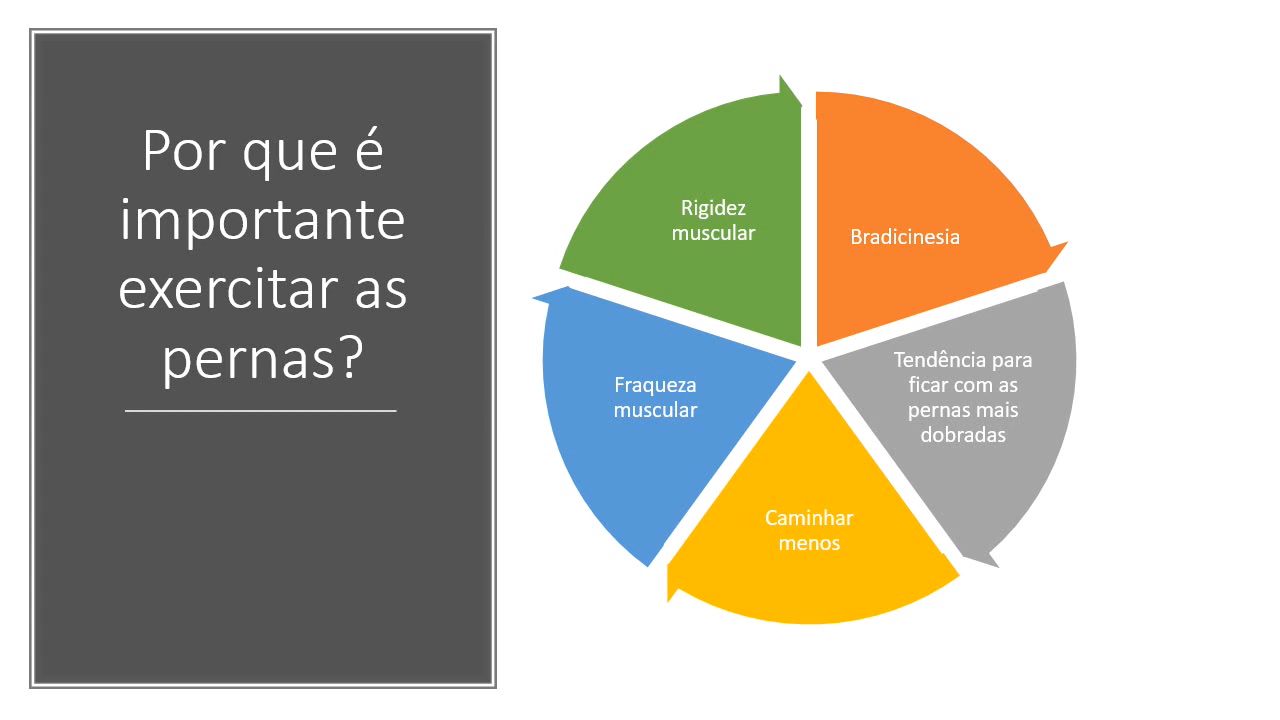 Por que é
importante
exercitar as
pernas?
Rigidez
muscular
Bradicinesia
Tendência para
ficar com as
pernas mais
dobradas
Caminhar
menos
Fraqueza
muscular